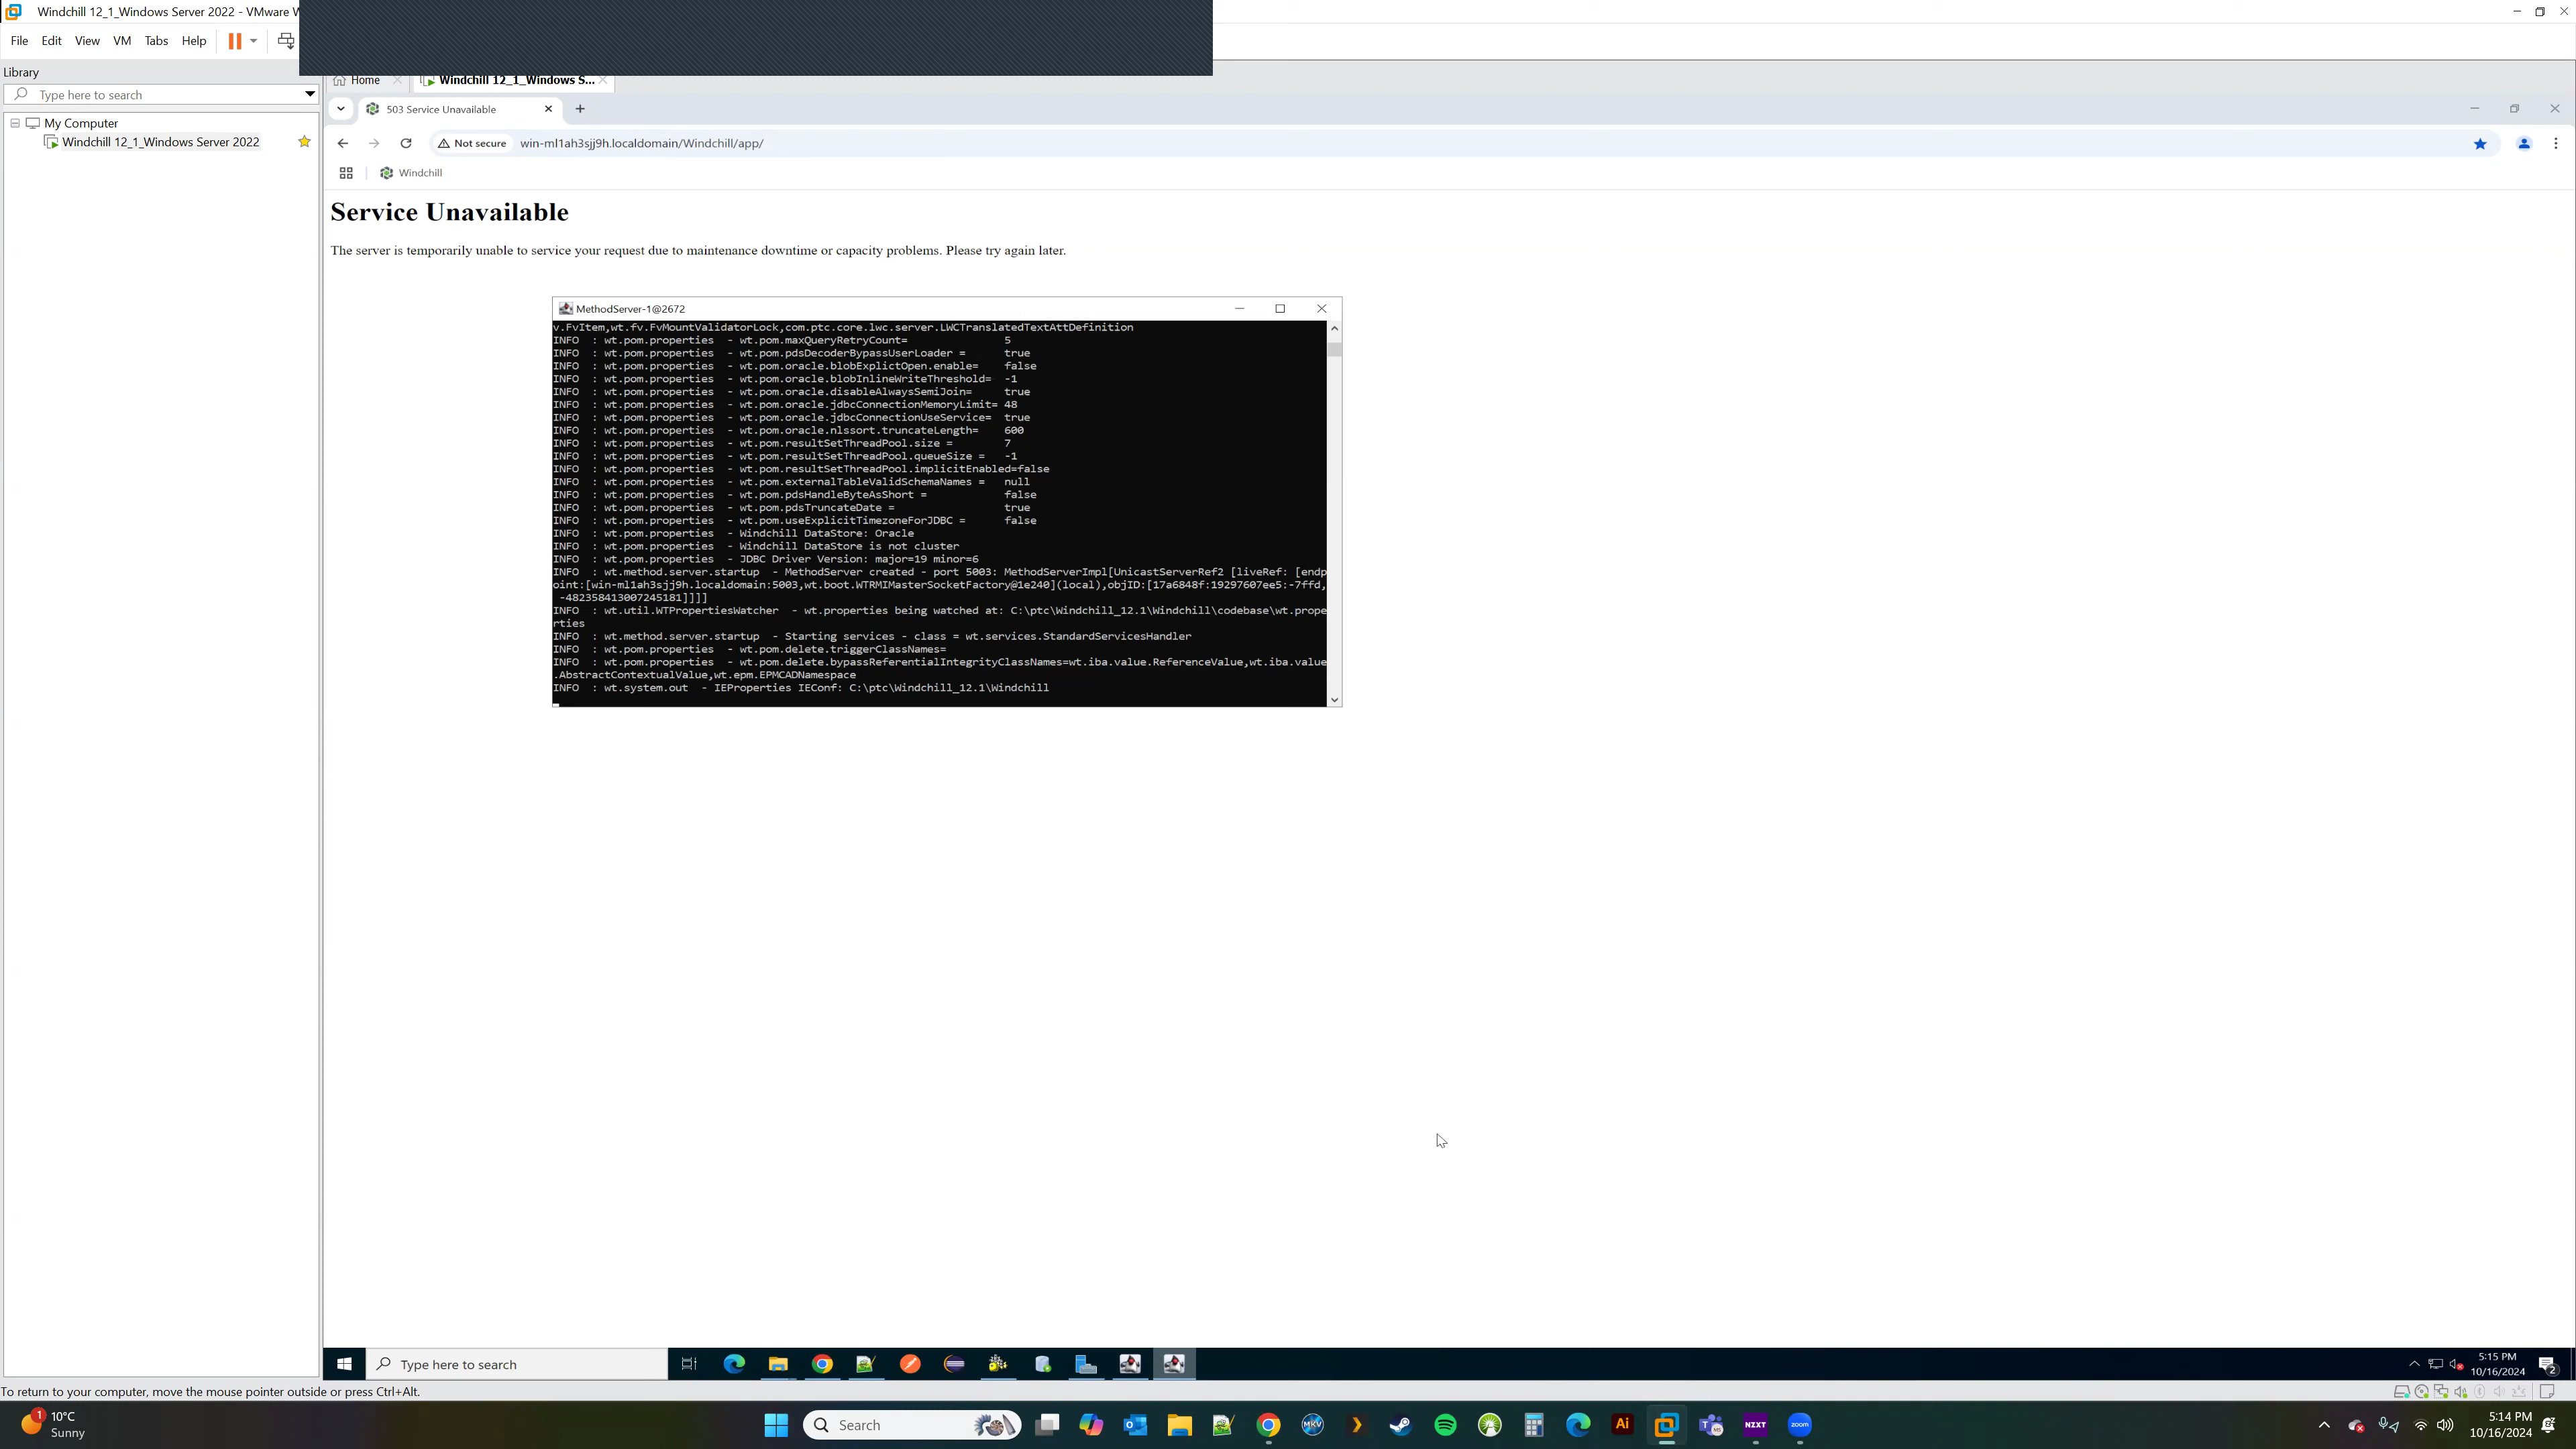 Windchill 12_1_Windows Server 2022 - VMware W
File Edit View VM Tabs Help
Library
Type here to search
My Computer
Windchill 12_1_Windows Server 2022
Home
Windchill 12_1_Windows S...
503 Service Unavailable
Not secure win-ml1ah3sjj9h.localdomain/Windchill/app/
Windchill
Service Unavailable
The server is temporarily unable to service your request due to maintenance downtime or capacity problems. Please try again later.
MethodServer-1@2672
v.FvItem,wt.fv.FvMountValidatorLock,com.ptc.core.lwc.server.LWCTranslatedTextAttDefinition
INFO : wt.pom.properties - wt.pom.maxQueryRetryCount= 5
INFO : wt.pom.properties - wt.pom.pdsDecoderBypassUserLoader = true
INFO : wt.pom.properties - wt.pom.oracle.blobExplictOpen.enable= false
INFO : wt.pom.properties - wt.pom.oracle.blobInlineWriteThreshold= -1
INFO : wt.pom.properties - wt.pom.oracle.disableAlwaysSemiJoin= true
INFO : wt.pom.properties - wt.pom.oracle.jdbcConnectionMemoryLimit= 48
INFO : wt.pom.properties - wt.pom.oracle.jdbcConnectionUseService= true
INFO : wt.pom.properties - wt.pom.oracle.nlssort.truncateLength= 600
INFO : wt.pom.properties - wt.pom.resultSetThreadPool.size = 7
INFO : wt.pom.properties - wt.pom.resultSetThreadPool.queueSize = -1
INFO : wt.pom.properties - wt.pom.resultSetThreadPool.implicitEnabled=false
INFO : wt.pom.properties - wt.pom.externalTableValidSchemaNames = null
INFO : wt.pom.properties - wt.pom.pdsHandleByteAsShort = false
INFO : wt.pom.properties - wt.pom.pdsTruncateDate = true
INFO : wt.pom.properties - wt.pom.useExplicitTimezoneForJDBC = false
INFO : wt.pom.properties - Windchill DataStore: Oracle
INFO : wt.pom.properties - Windchill DataStore is not cluster
INFO : wt.pom.properties - JDBC Driver Version: major=19 minor=6
INFO : wt.method.server.startup - MethodServer created - port 5003: MethodServerImpl[UnicastServerRef2 [liveRef: [endp
oint:[win-ml1ah3sjj9h.localdomain:5003,wt.boot.WTRMIMasterSocketFactory@1e240](local),objID:[17a6848f:19297607ee5:-7ffd,
-482358413007245181]]]]
INFO : wt.util.WTPropertiesWatcher - wt.properties being watched at: C:\ptc\Windchill_12.1\Windchill\codebase\wt.prope
rties
INFO : wt.method.server.startup - Starting services - class = wt.services.StandardServicesHandler
INFO : wt.pom.properties - wt.pom.delete.triggerClassNames=
INFO : wt.pom.properties - wt.pom.delete.bypassReferentialIntegrityClassNames=wt.iba.value.ReferenceValue,wt.iba.value
.AbstractContextualValue,wt.epm.EPMCADNamespace
INFO : wt.system.out - IEProperties IEConf: C:\ptc\Windchill_12.1\Windchill
Type here to search
5:15 PM
10/16/2024
2
To return to your computer, move the mouse pointer outside or press Ctrl+Alt.
1
10°C
Sunny
Search
MKV
Ai
NZXT
zoom
5:14 PM
10/16/2024